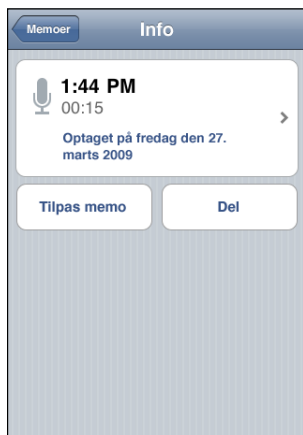 Memoer
Info
1:44 PM
00:15
Optaget på fredag den 27.
marts 2009
Tilpas memo
Del